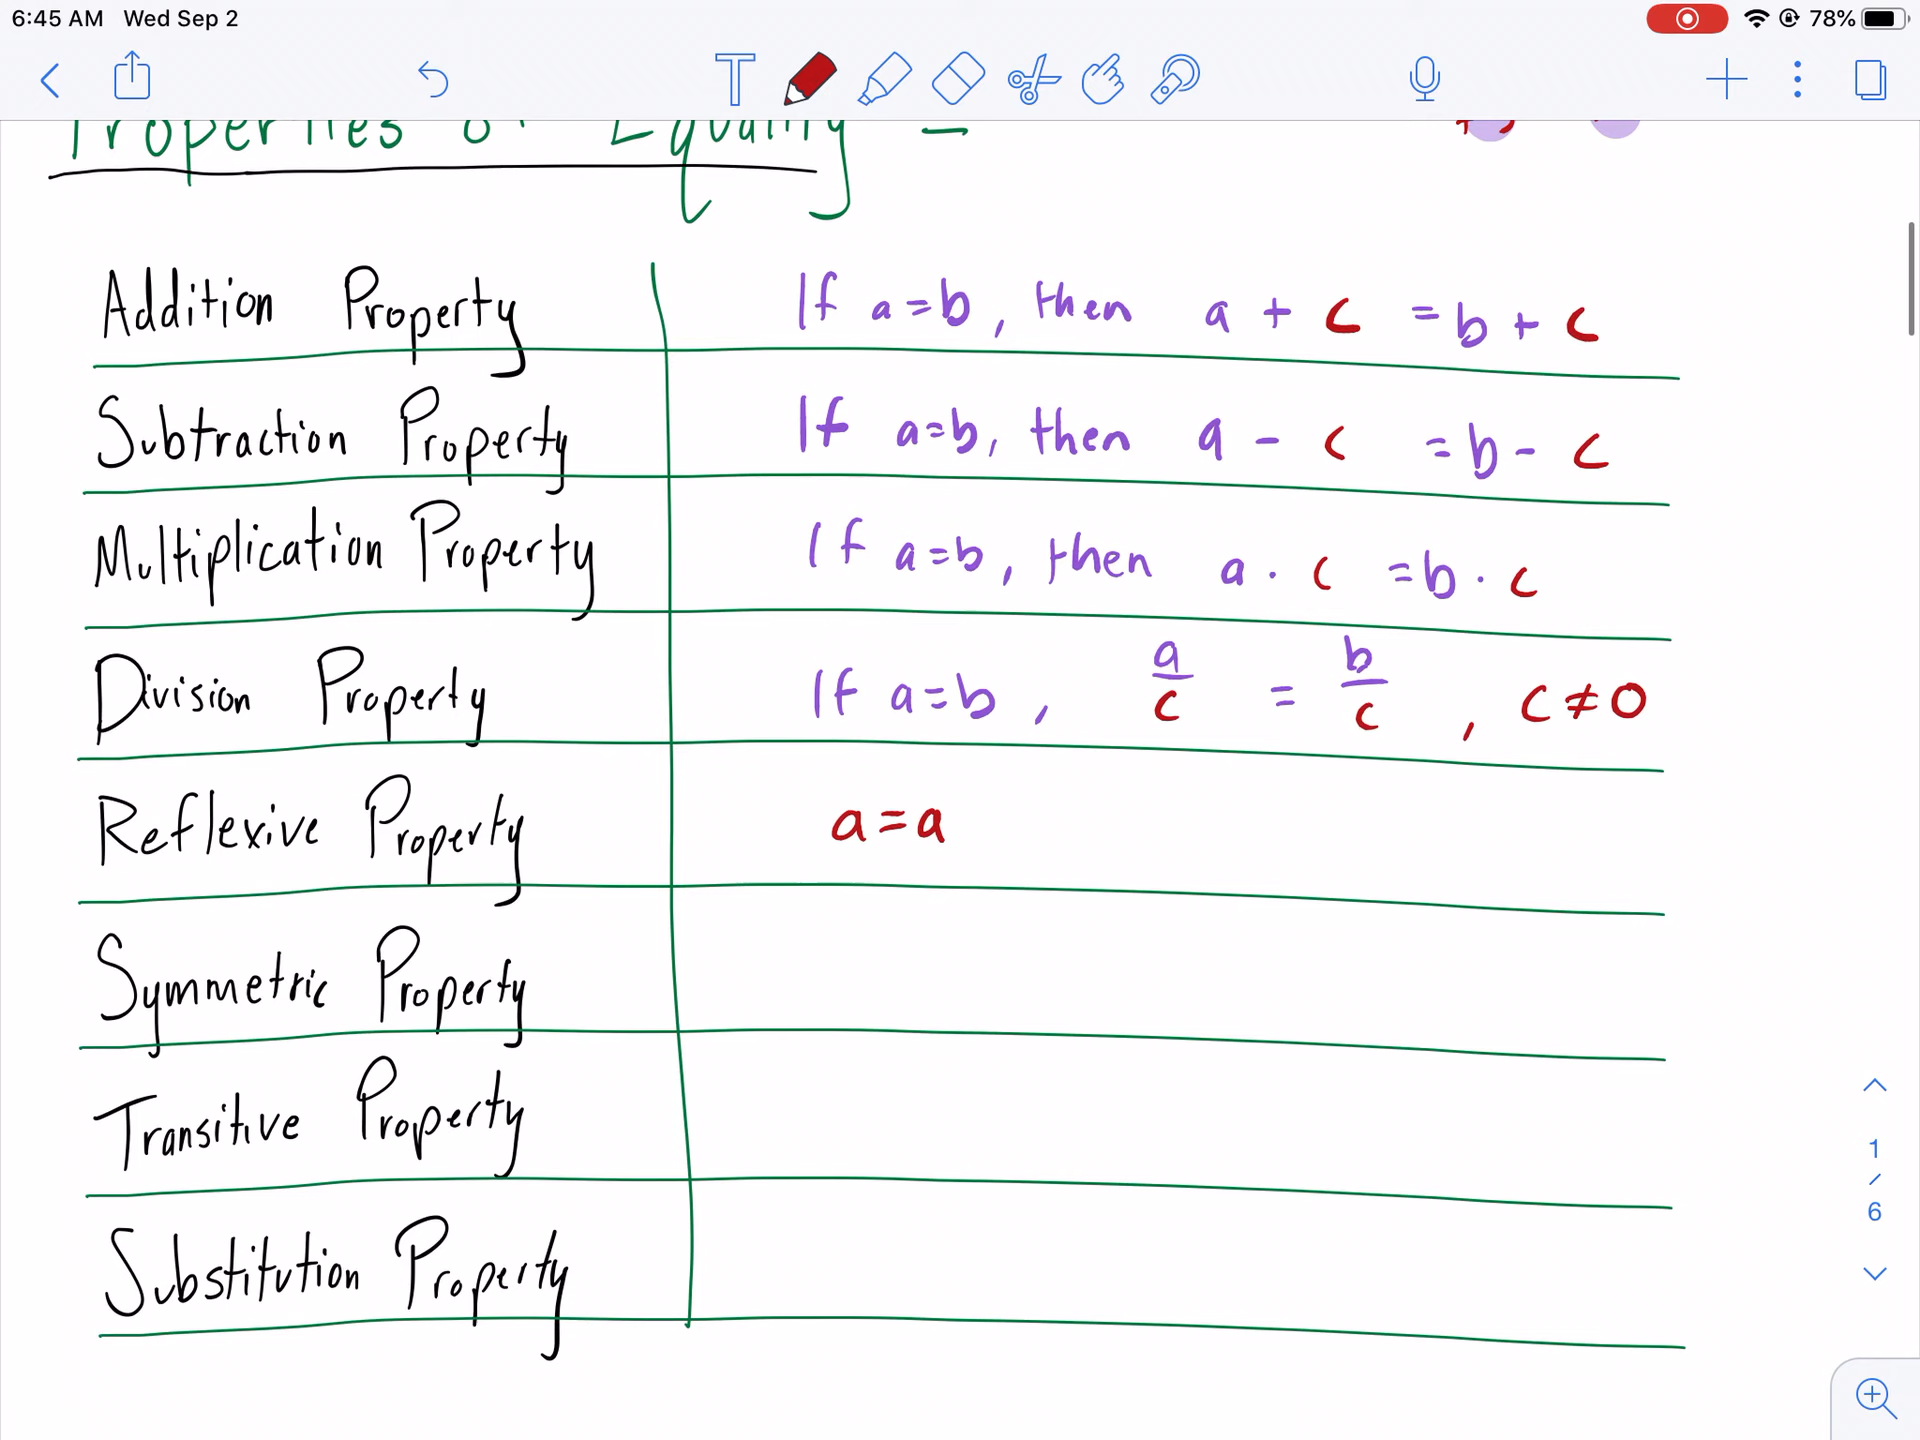 6:45 AM Wed Sep 2 78%
Properties of Equality =
Addition Property If a=b, then a + c = b + c
Subtraction Property If a=b, then a - c = b - c
Multiplication Property If a=b, then a · c = b · c
Division Property If a=b, a/c = b/c, c ≠ 0
Reflexive Property a=a
Symmetric Property
Transitive Property
Substitution Property
1
/
6